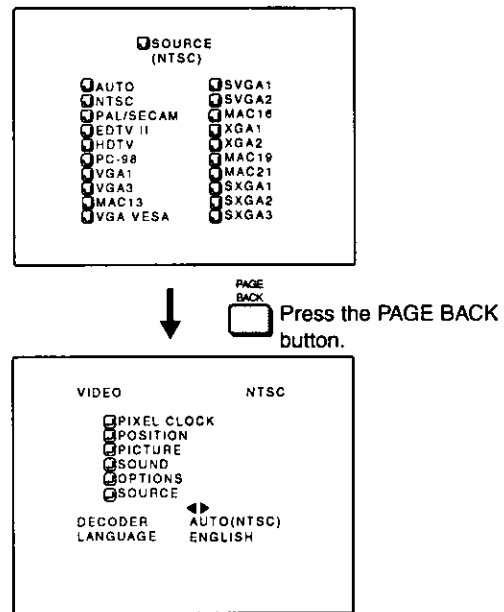 SOURCE
(NTSC)
AUTO
NTSC
PAL/SECAM
EDTV II
HDTV
PC-98
VGA1
VGA3
MAC13
VGA VESA
SVGA1
SVGA2
MAC16
XGA1
XGA2
MAC19
MAC21
SXGA1
SXGA2
SXGA3
PAGE
BACK
Press the PAGE BACK
button.
VIDEO NTSC
PIXEL CLOCK
POSITION
PICTURE
SOUND
OPTIONS
SOURCE
DECODER AUTO(NTSC)
LANGUAGE ENGLISH